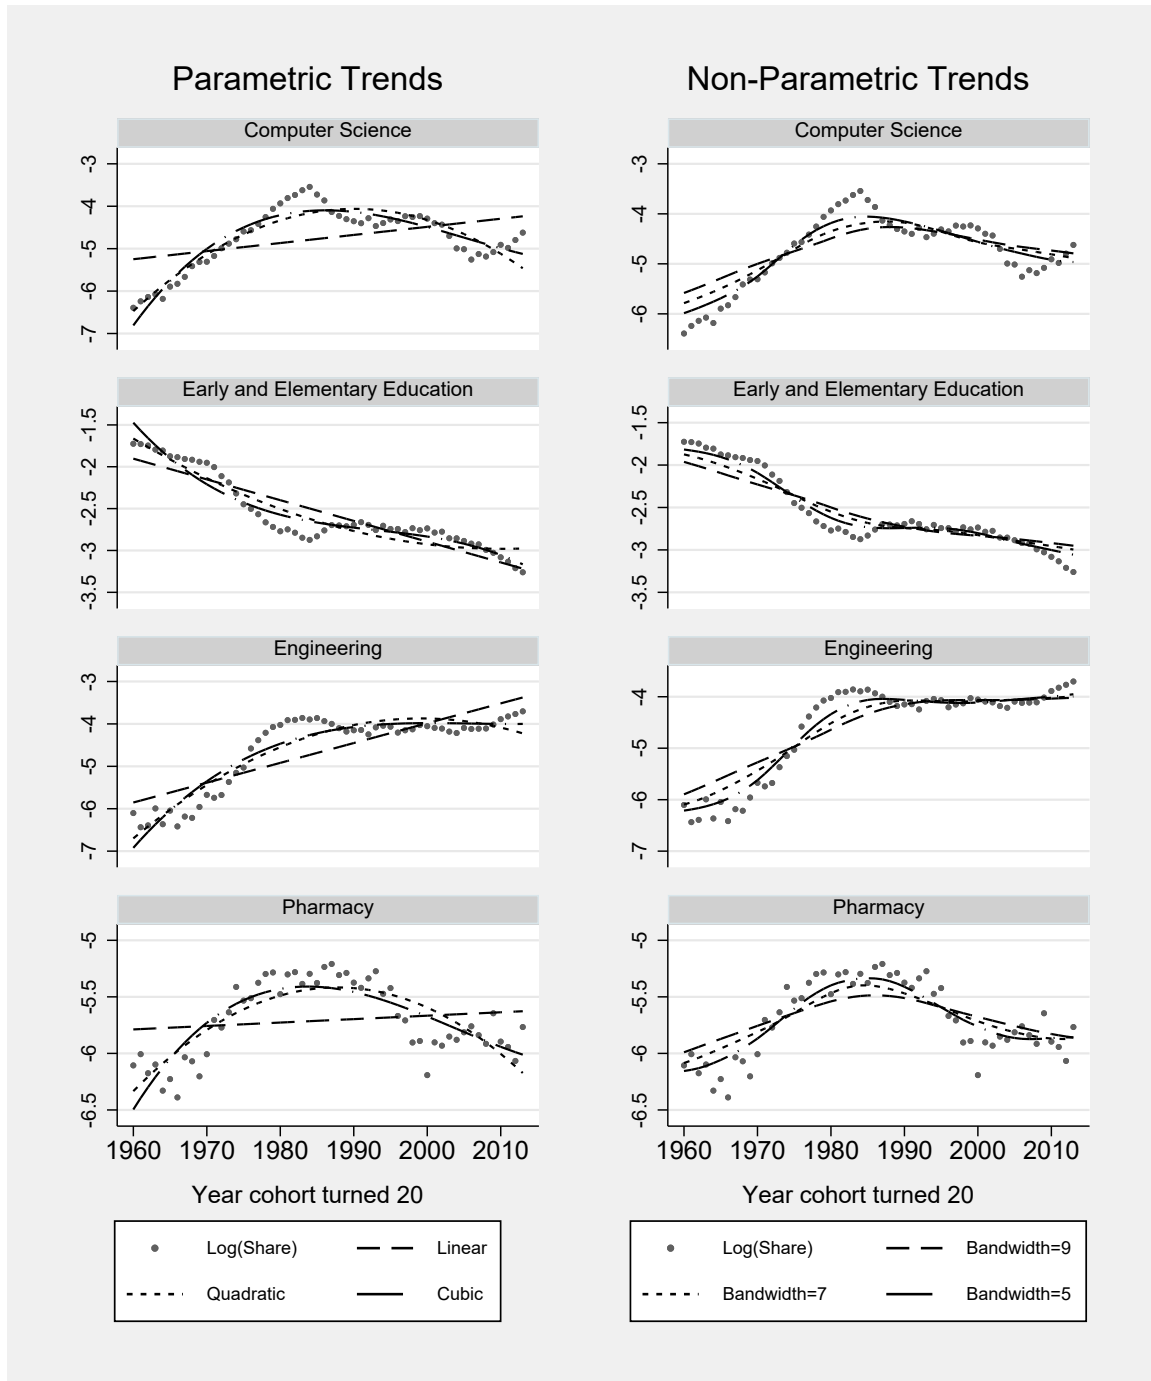 Parametric Trends
Computer Science
-3
-4
-5
-6
-7
Early and Elementary Education
-1.5
-2
-2.5
-3
-3.5
Engineering
-3
-4
-5
-6
-7
Pharmacy
-5
-5.5
-6
-6.5
1960 1970 1980 1990 2000 2010
Year cohort turned 20
Log(Share) Linear
Quadratic Cubic
Non-Parametric Trends
Computer Science
-3
-4
-5
-6
Early and Elementary Education
-1.5
-2
-2.5
-3
-3.5
Engineering
-4
-5
-6
-7
Pharmacy
-5
-5.5
-6
-6.5
1960 1970 1980 1990 2000 2010
Year cohort turned 20
Log(Share) Bandwidth=9
Bandwidth=7 Bandwidth=5